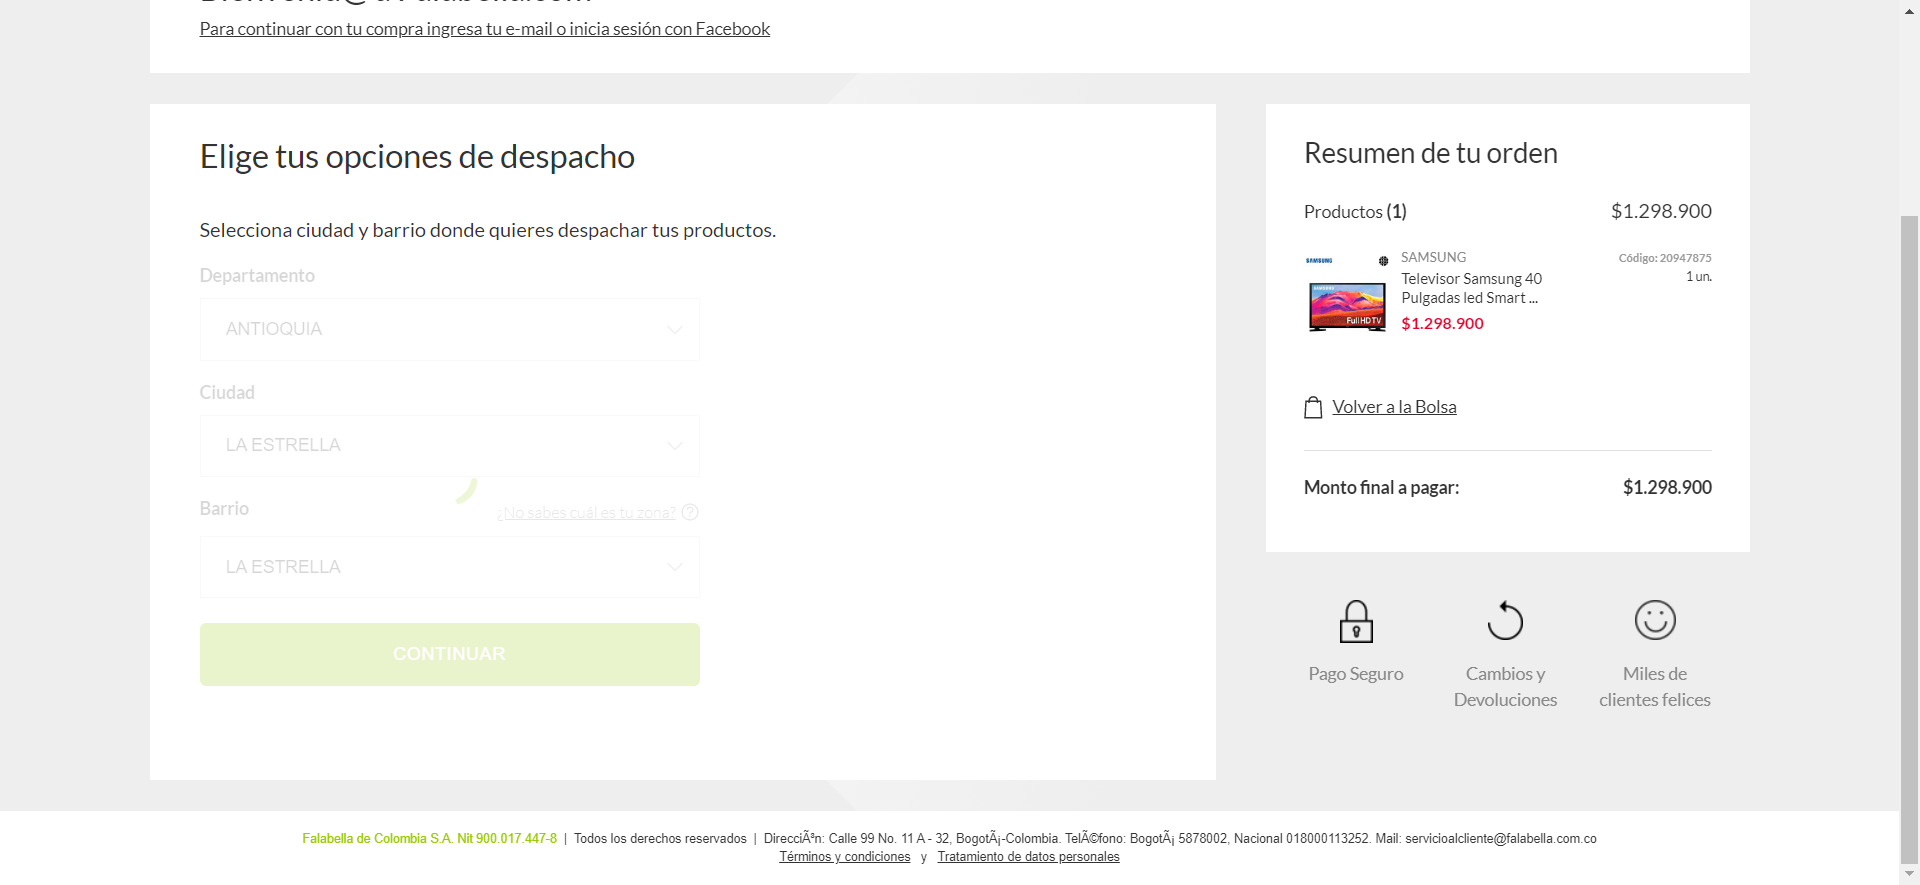 Para continuar con tu compra ingresa tu e-mail o inicia sesión con Facebook
Elige tus opciones de despacho
Selecciona ciudad y barrio donde quieres despachar tus productos.
Departamento
ANTIOQUIA
Ciudad
LA ESTRELLA
Barrio
¿No sabes cuál es tu zona? ?
LA ESTRELLA
CONTINUAR
Resumen de tu orden
Productos (1) $1.298.900
SAMSUNG
SAMSUNG
Código: 20947875
Televisor Samsung 40
1 un.
Pulgadas led Smart ...
SAMSUNG
Full HD TV
$1.298.900
Volver a la Bolsa
Monto final a pagar: $1.298.900
Pago Seguro
Cambios y
Devoluciones
Miles de
clientes felices
Falabella de Colombia S.A. Nit 900.017.447-8 | Todos los derechos reservados | DirecciÃ³n: Calle 99 No. 11 A - 32, BogotÃ¡-Colombia. TelÃ©fono: BogotÃ¡ 5878002, Nacional 018000113252. Mail: servicioalcliente@falabella.com.co
Términos y condiciones y Tratamiento de datos personales